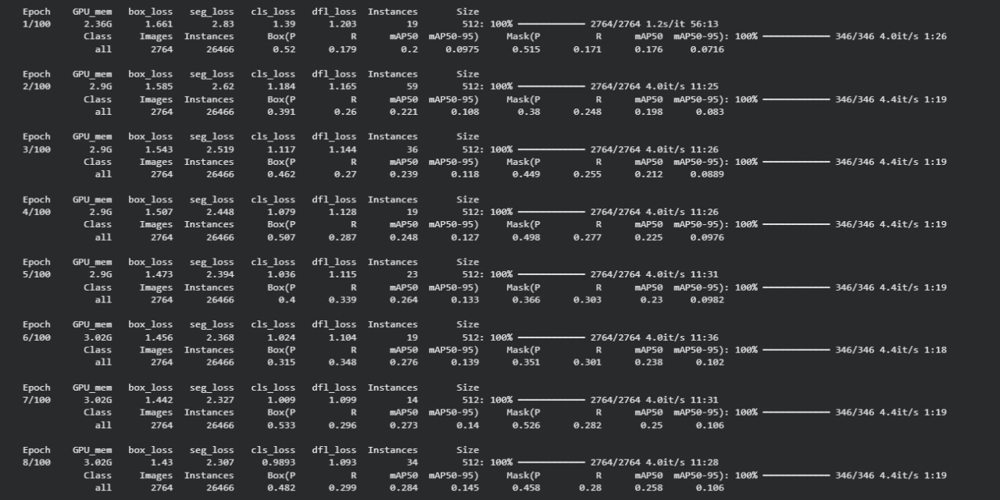 Epoch GPU_mem box_loss seg_loss cls_loss dfl_loss Instances Size
1/100 2.36G 1.661 2.83 1.39 1.203 19 512: 100% ━━━━━━━━━━━━ 2764/2764 1.2s/it 56:13
Class Images Instances Box(P R mAP50 mAP50-95) Mask(P R mAP50 mAP50-95): 100% ━━━━━━━━━━━━ 346/346 4.0it/s 1:26
all 2764 26466 0.52 0.179 0.2 0.0975 0.515 0.171 0.176 0.0716
Epoch GPU_mem box_loss seg_loss cls_loss dfl_loss Instances Size
2/100 2.9G 1.585 2.62 1.184 1.165 59 512: 100% ━━━━━━━━━━━━ 2764/2764 4.0it/s 11:25
Class Images Instances Box(P R mAP50 mAP50-95) Mask(P R mAP50 mAP50-95): 100% ━━━━━━━━━━━━ 346/346 4.4it/s 1:19
all 2764 26466 0.391 0.26 0.221 0.108 0.38 0.248 0.198 0.083
Epoch GPU_mem box_loss seg_loss cls_loss dfl_loss Instances Size
3/100 2.9G 1.543 2.519 1.117 1.144 36 512: 100% ━━━━━━━━━━━━ 2764/2764 4.0it/s 11:26
Class Images Instances Box(P R mAP50 mAP50-95) Mask(P R mAP50 mAP50-95): 100% ━━━━━━━━━━━━ 346/346 4.4it/s 1:19
all 2764 26466 0.462 0.27 0.239 0.118 0.449 0.255 0.212 0.0889
Epoch GPU_mem box_loss seg_loss cls_loss dfl_loss Instances Size
4/100 2.9G 1.507 2.448 1.079 1.128 19 512: 100% ━━━━━━━━━━━━ 2764/2764 4.0it/s 11:26
Class Images Instances Box(P R mAP50 mAP50-95) Mask(P R mAP50 mAP50-95): 100% ━━━━━━━━━━━━ 346/346 4.4it/s 1:19
all 2764 26466 0.507 0.287 0.248 0.127 0.498 0.277 0.225 0.0976
Epoch GPU_mem box_loss seg_loss cls_loss dfl_loss Instances Size
5/100 2.9G 1.473 2.394 1.036 1.115 23 512: 100% ━━━━━━━━━━━━ 2764/2764 4.0it/s 11:31
Class Images Instances Box(P R mAP50 mAP50-95) Mask(P R mAP50 mAP50-95): 100% ━━━━━━━━━━━━ 346/346 4.4it/s 1:19
all 2764 26466 0.4 0.339 0.264 0.133 0.366 0.303 0.23 0.0982
Epoch GPU_mem box_loss seg_loss cls_loss dfl_loss Instances Size
6/100 3.02G 1.456 2.368 1.024 1.104 19 512: 100% ━━━━━━━━━━━━ 2764/2764 4.0it/s 11:36
Class Images Instances Box(P R mAP50 mAP50-95) Mask(P R mAP50 mAP50-95): 100% ━━━━━━━━━━━━ 346/346 4.4it/s 1:18
all 2764 26466 0.315 0.348 0.276 0.139 0.351 0.301 0.238 0.102
Epoch GPU_mem box_loss seg_loss cls_loss dfl_loss Instances Size
7/100 3.02G 1.442 2.327 1.009 1.099 14 512: 100% ━━━━━━━━━━━━ 2764/2764 4.0it/s 11:31
Class Images Instances Box(P R mAP50 mAP50-95) Mask(P R mAP50 mAP50-95): 100% ━━━━━━━━━━━━ 346/346 4.4it/s 1:19
all 2764 26466 0.533 0.296 0.273 0.14 0.526 0.282 0.25 0.106
Epoch GPU_mem box_loss seg_loss cls_loss dfl_loss Instances Size
8/100 3.02G 1.43 2.307 0.9893 1.093 34 512: 100% ━━━━━━━━━━━━ 2764/2764 4.0it/s 11:28
Class Images Instances Box(P R mAP50 mAP50-95) Mask(P R mAP50 mAP50-95): 100% ━━━━━━━━━━━━ 346/346 4.4it/s 1:19
all 2764 26466 0.482 0.299 0.284 0.145 0.458 0.28 0.258 0.106